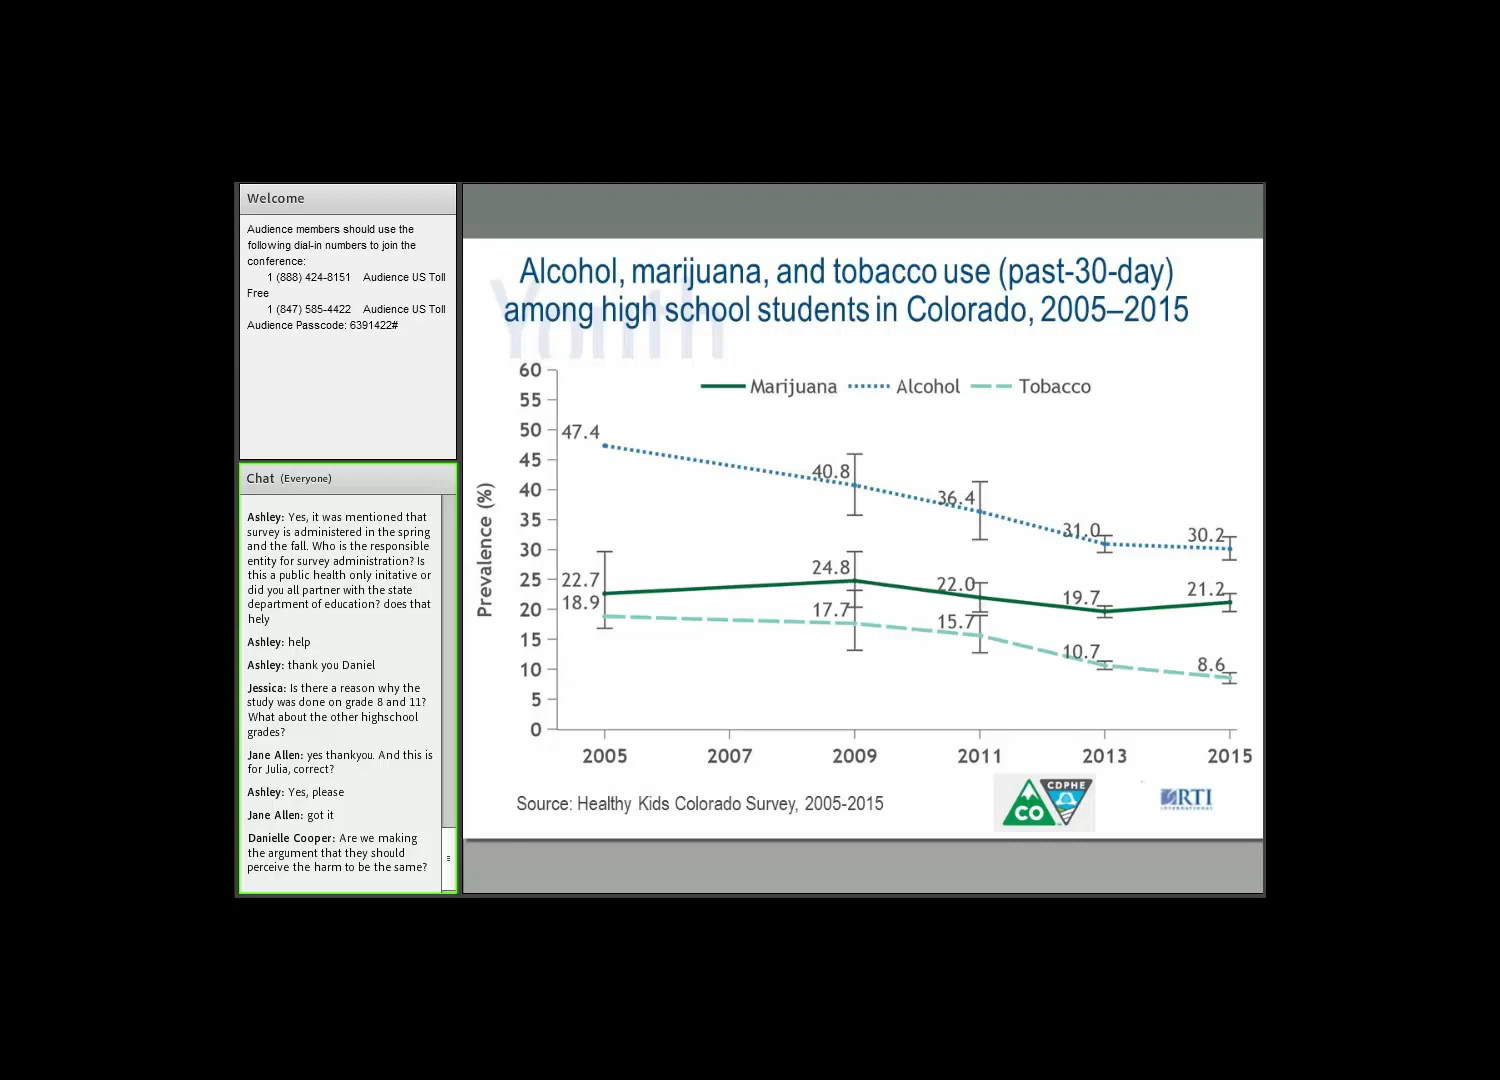 Welcome
Audience members should use the
following dial-in numbers to join the
conference:
1 (888) 424-8151 Audience US Toll
Free
1 (847) 585-4422 Audience US Toll
Audience Passcode: 6391422#
Chat (Everyone)
Ashley: Yes, it was mentioned that
survey is administered in the spring
and the fall. Who is the responsible
entity for survey administration? Is
this a public health only initative or
did you all partner with the state
department of education? does that
hely
Ashley: help
Ashley: thank you Daniel
Jessica: Is there a reason why the
study was done on grade 8 and 11?
What about the other highschool
grades?
Jane Allen: yes thankyou. And this is
for Julia, correct?
Ashley: Yes, please
Jane Allen: got it
Danielle Cooper: Are we making
the argument that they should
perceive the harm to be the same?
Youth
Alcohol, marijuana, and tobacco use (past-30-day)
among high school students in Colorado, 2005–2015
Marijuana Alcohol Tobacco
Prevalence (%)
60
55
50
45
40
35
30
25
20
15
10
5
0
47.4 40.8 36.4 31.0 30.2
22.7 24.8 22.0 19.7 21.2
18.9 17.7 15.7 10.7 8.6
2005 2007 2009 2011 2013 2015
Source: Healthy Kids Colorado Survey, 2005-2015
CO
CDPHE
RTI
INTERNATIONAL